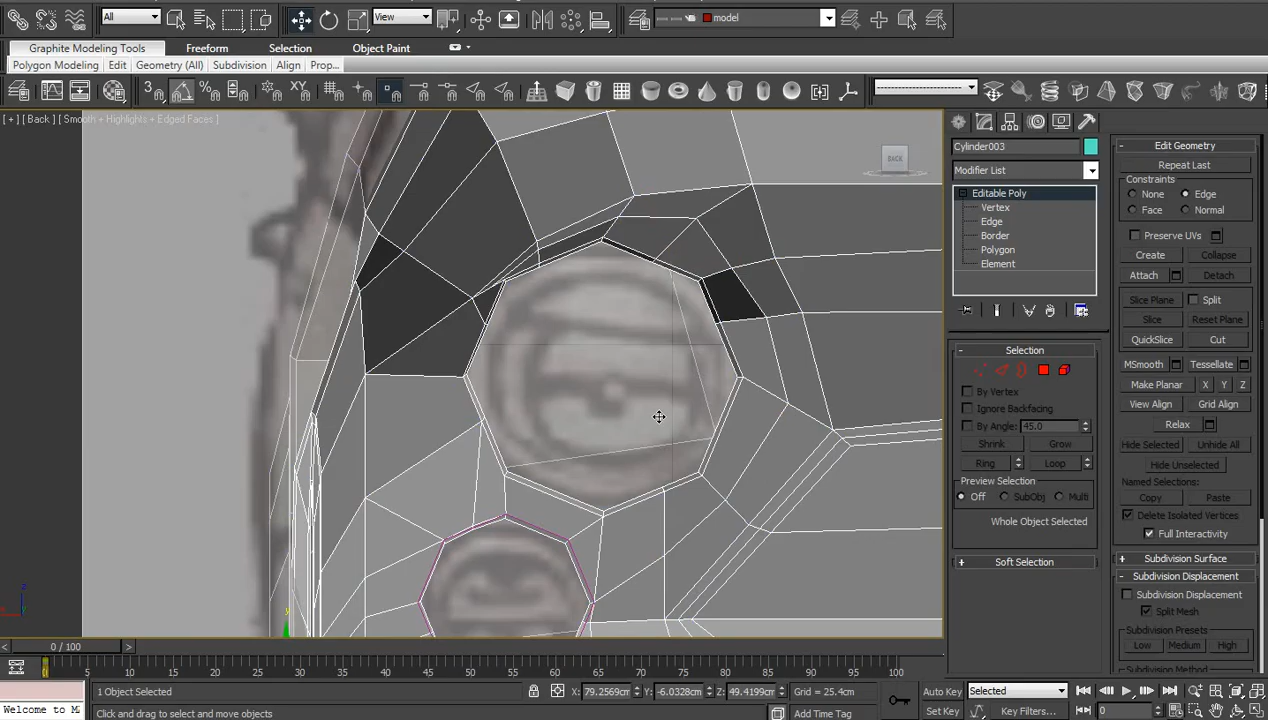 All
View
model
Graphite Modeling Tools
Freeform
Selection
Object Paint
Polygon Modeling
Edit
Geometry (All)
Subdivision
Align
Prop...
3
%
XY
[ + ] [ Back ] [ Smooth + Highlights + Edged Faces ]
BACK
Cylinder003
Modifier List
Editable Poly
Vertex
Edge
Border
Polygon
Element
Selection
By Vertex
Ignore Backfacing
By Angle: 45.0
Shrink
Grow
Ring
Loop
Preview Selection
Off
SubObj
Multi
Whole Object Selected
Soft Selection
Edit Geometry
Repeat Last
Constraints
None
Edge
Face
Normal
Preserve UVs
Create
Collapse
Attach
Detach
Slice Plane
Split
Slice
Reset Plane
QuickSlice
Cut
MSmooth
Tessellate
Make Planar
X
Y
Z
View Align
Grid Align
Relax
Hide Selected
Unhide All
Hide Unselected
Named Selections:
Copy
Paste
Delete Isolated Vertices
Full Interactivity
Subdivision Surface
Subdivision Displacement
Subdivision Displacement
Split Mesh
Subdivision Presets
Low
Medium
High
Subdivision Method
z
y
0 / 100
5 10 15 20 25 30 35 40 45 50 55 60 65 70 75 80 85 90 95 100
1 Object Selected
X: 79.2569cm
Y: -6.0328cm
Z: 49.4199cm
Grid = 25.4cm
Auto Key
Selected
Welcome to M
Click and drag to select and move objects
Add Time Tag
Set Key
Key Filters...
0